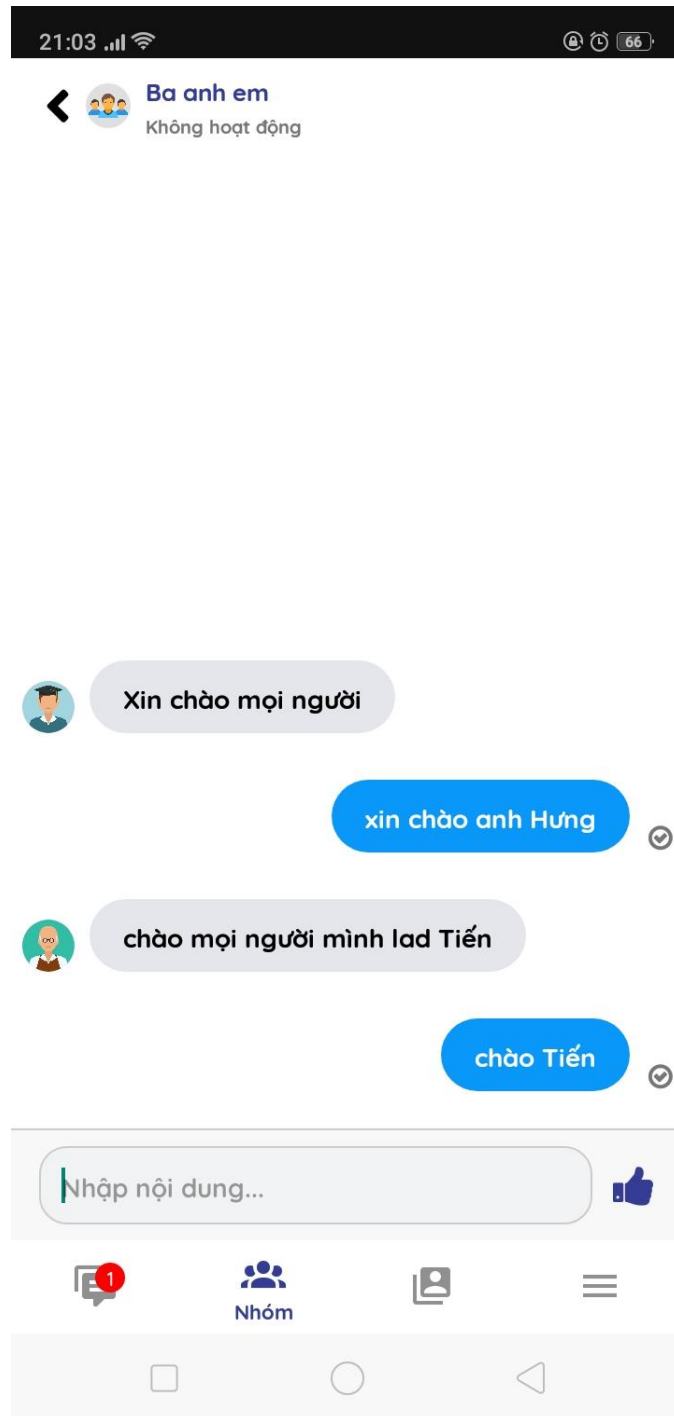 21:03
66
Ba anh em
Không hoạt động
Xin chào mọi người
xin chào anh Hưng
chào mọi người mình lad Tiến
chào Tiến
Nhập nội dung...
1
Nhóm